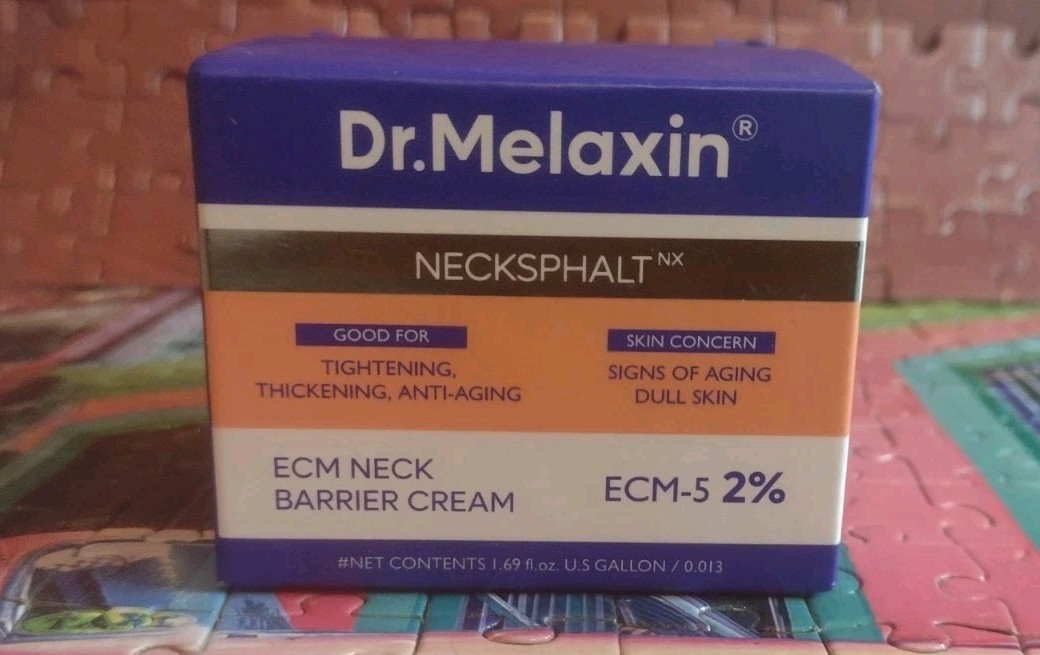 Dr.Melaxin®
NECKSPHALT NX
GOOD FOR
TIGHTENING,
THICKENING, ANTI-AGING
SKIN CONCERN
SIGNS OF AGING
DULL SKIN
ECM NECK
BARRIER CREAM
ECM-5 2%
#NET CONTENTS 1.69 fl.oz. U.S GALLON / 0.013